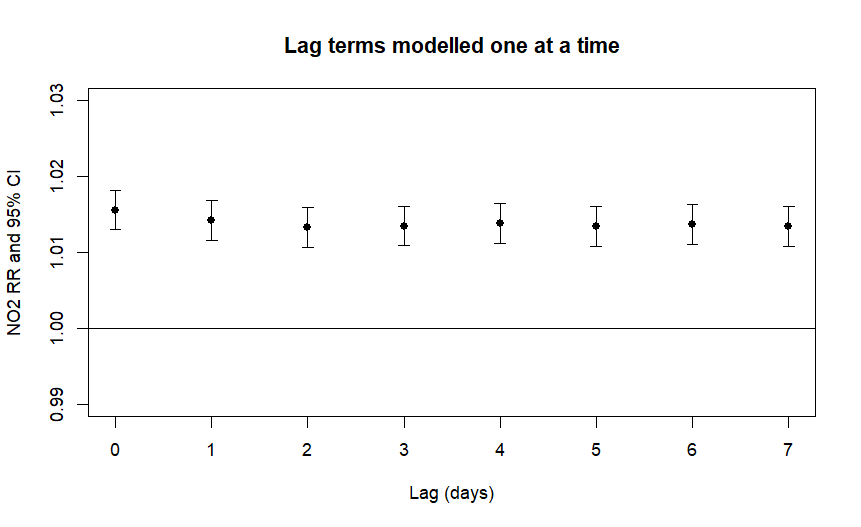 Lag terms modelled one at a time
NO2 RR and 95% CI
1.03
1.02
1.01
1.00
0.99
0 1 2 3 4 5 6 7
Lag (days)